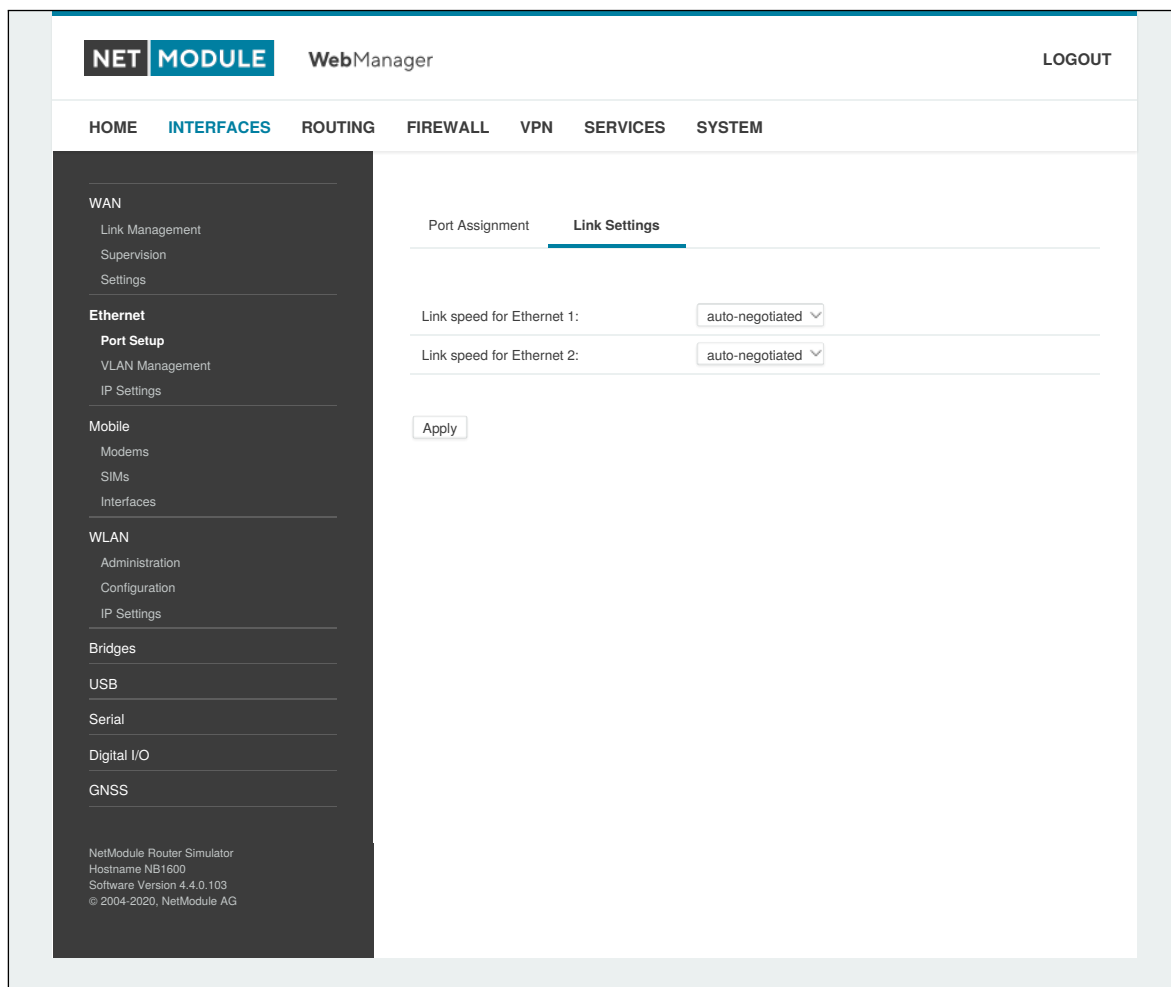 NET MODULE WebManager LOGOUT
HOME INTERFACES ROUTING FIREWALL VPN SERVICES SYSTEM
WAN
Link Management
Supervision
Settings
Ethernet
Port Setup
VLAN Management
IP Settings
Mobile
Modems
SIMs
Interfaces
WLAN
Administration
Configuration
IP Settings
Bridges
USB
Serial
Digital I/O
GNSS
NetModule Router Simulator
Hostname NB1600
Software Version 4.4.0.103
© 2004-2020, NetModule AG
Port Assignment Link Settings
Link speed for Ethernet 1: auto-negotiated
Link speed for Ethernet 2: auto-negotiated
Apply